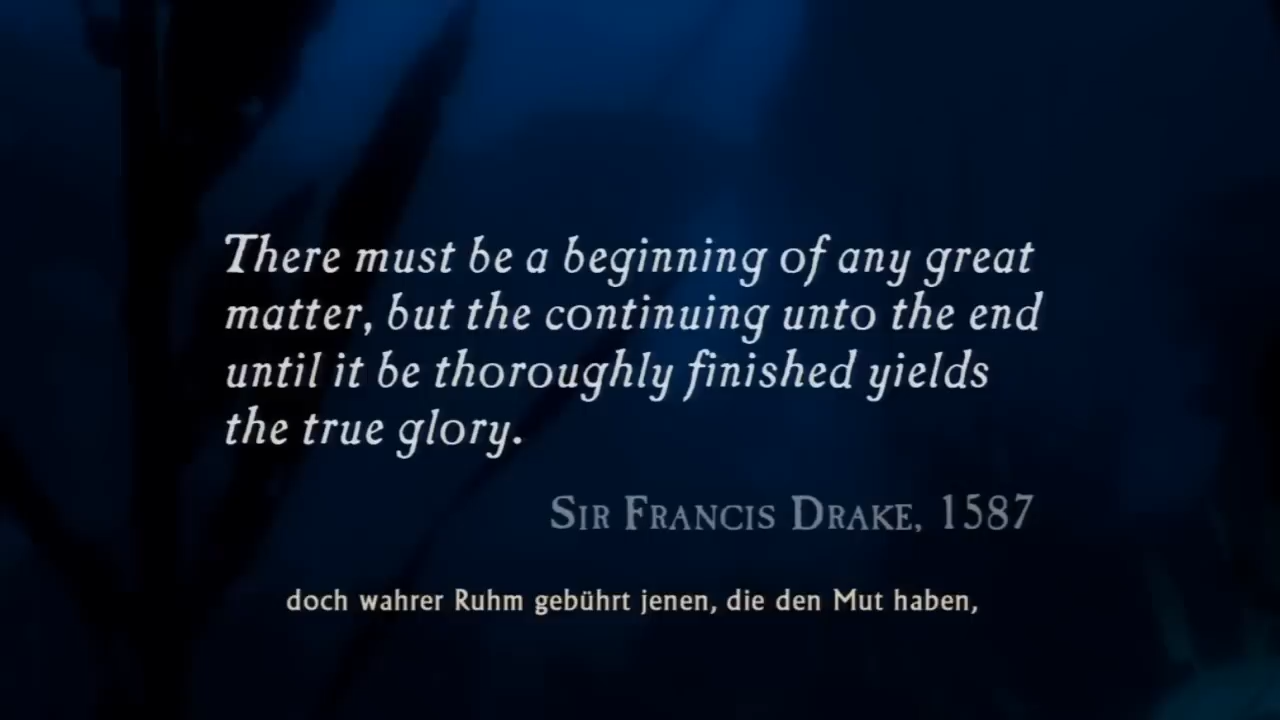 There must be a beginning of any great
matter, but the continuing unto the end
until it be thoroughly finished yields
the true glory.
Sir Francis Drake, 1587
doch wahrer Ruhm gebührt jenen, die den Mut haben,